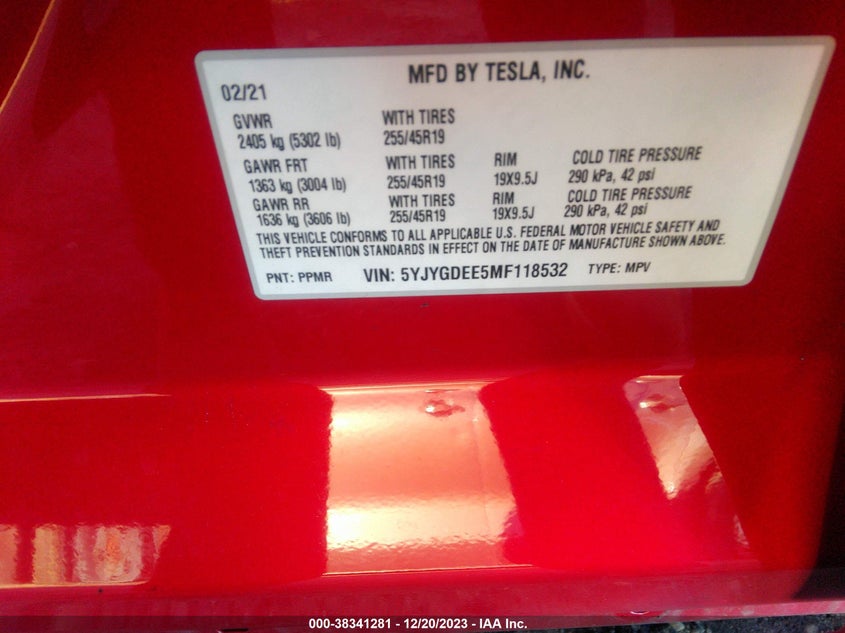 MFD BY TESLA, INC.
02/21
GVWR WITH TIRES
2405 kg (5302 lb) 255/45R19
GAWR FRT WITH TIRES RIM COLD TIRE PRESSURE
1363 kg (3004 lb) 255/45R19 19X9.5J 290 kPa, 42 psi
GAWR RR WITH TIRES RIM COLD TIRE PRESSURE
1636 kg (3606 lb) 255/45R19 19X9.5J 290 kPa, 42 psi
THIS VEHICLE CONFORMS TO ALL APPLICABLE U.S. FEDERAL MOTOR VEHICLE SAFETY AND
THEFT PREVENTION STANDARDS IN EFFECT ON THE DATE OF MANUFACTURE SHOWN ABOVE.
PNT: PPMR VIN: 5YJYGDEE5MF118532 TYPE: MPV
000-38341281 - 12/20/2023 - IAA Inc.